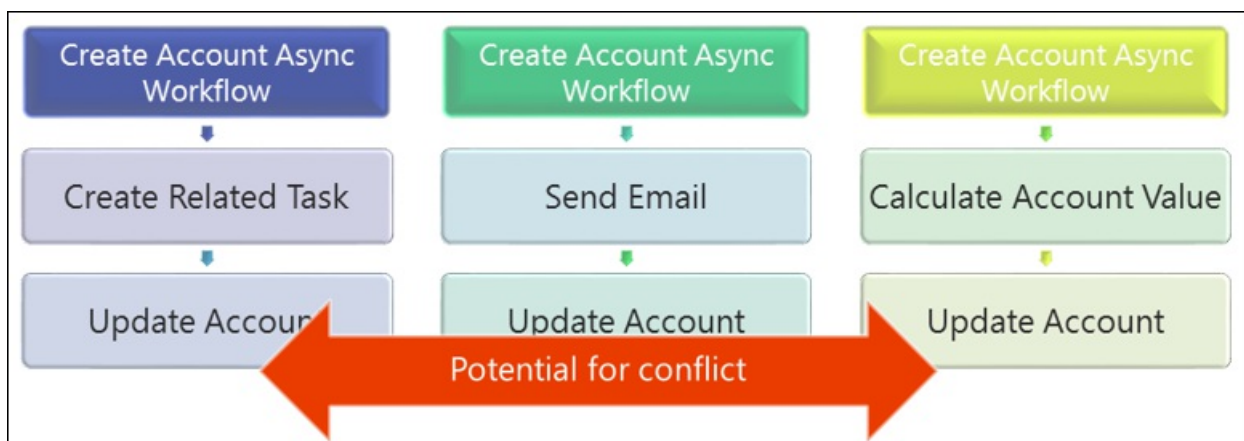 Create Account Async
Workflow
Create Account Async
Workflow
Create Account Async
Workflow
Create Related Task
Send Email
Calculate Account Value
Update Accoun
Update Account
Update Account
Potential for conflict